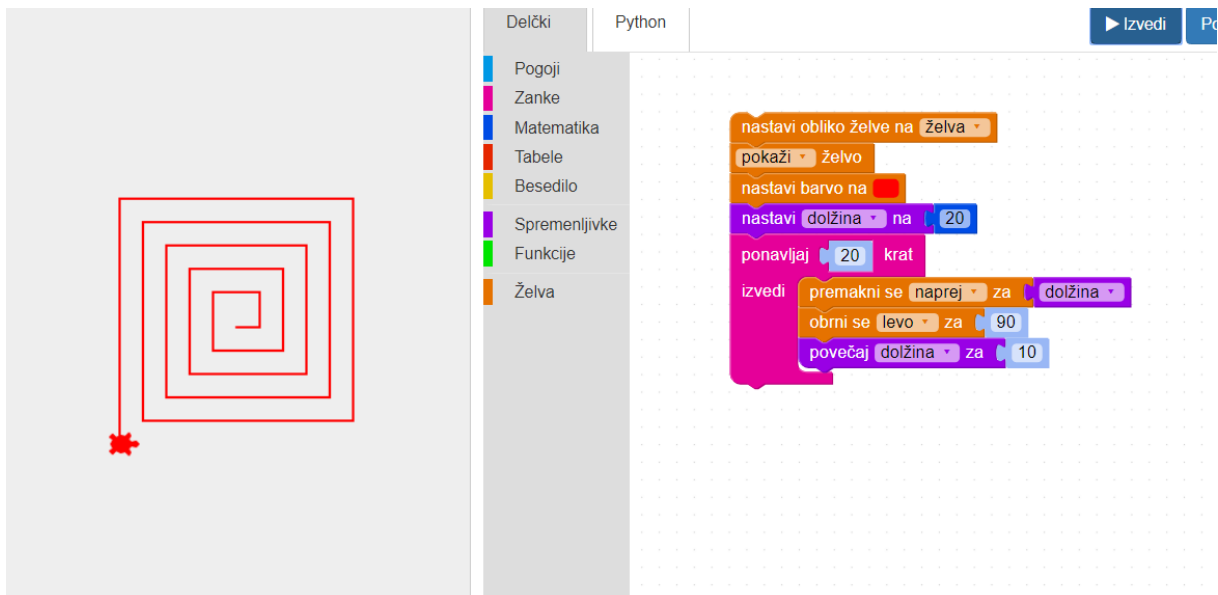 Delčki Python Izvedi Po
Pogoji
Zanke
Matematika
Tabele
Besedilo
Spremenljivke
Funkcije
Želva
nastavi obliko želve na želva
pokaži želvo
nastavi barvo na
nastavi dolžina na 20
ponavljaj 20 krat
izvedi premakni se naprej za dolžina
obrni se levo za 90
povečaj dolžina za 10